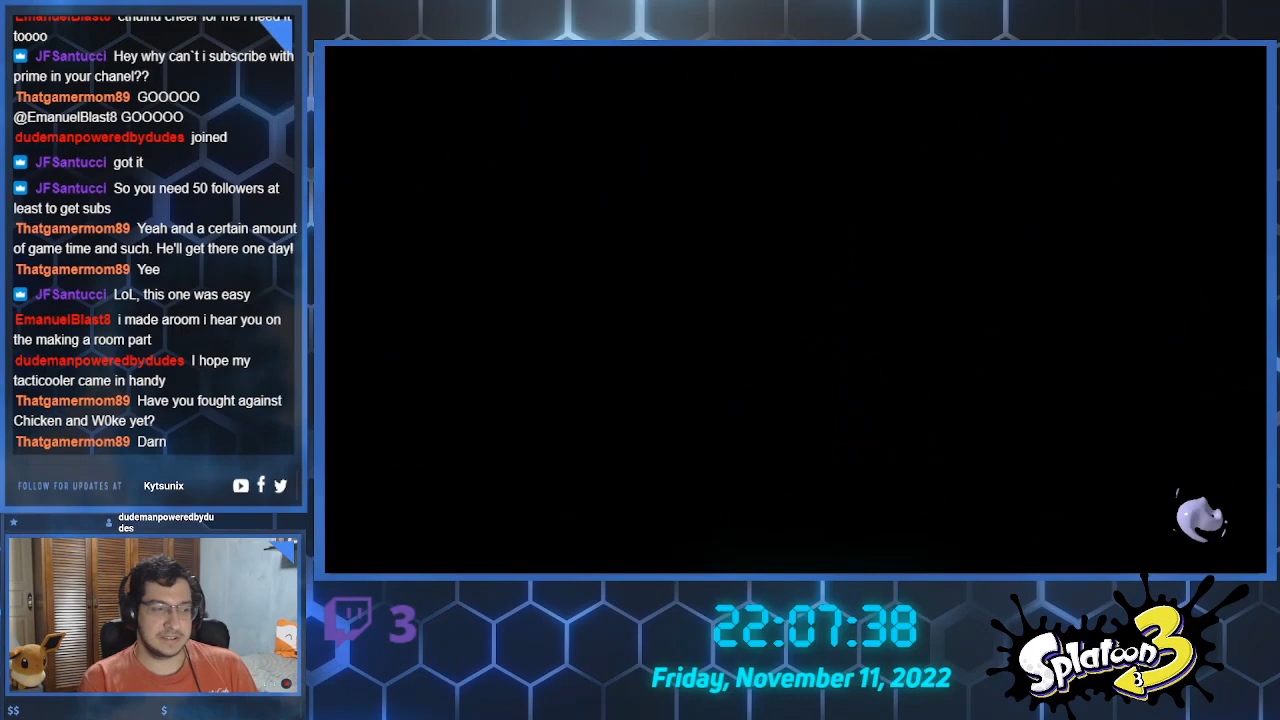 EmanuelBlast8
toooo
JFSantucci Hey why can`t i subscribe with
prime in your chanel??
Thatgamermom89 GOOOOO
@EmanuelBlast8 GOOOOO
dudemanpoweredbydudes joined
JFSantucci got it
JFSantucci So you need 50 followers at
least to get subs
Thatgamermom89 Yeah and a certain amount
of game time and such. He'll get there one day!
Thatgamermom89 Yee
JFSantucci LoL, this one was easy
EmanuelBlast8 i made aroom i hear you on
the making a room part
dudemanpoweredbydudes I hope my
tacticooler came in handy
Thatgamermom89 Have you fought against
Chicken and W0ke yet?
Thatgamermom89 Darn
FOLLOW FOR UPDATES AT Kytsunix
dudemanpoweredbydu
des
3
22:07:38
Friday, November 11, 2022
Splatoon 3
$$ $